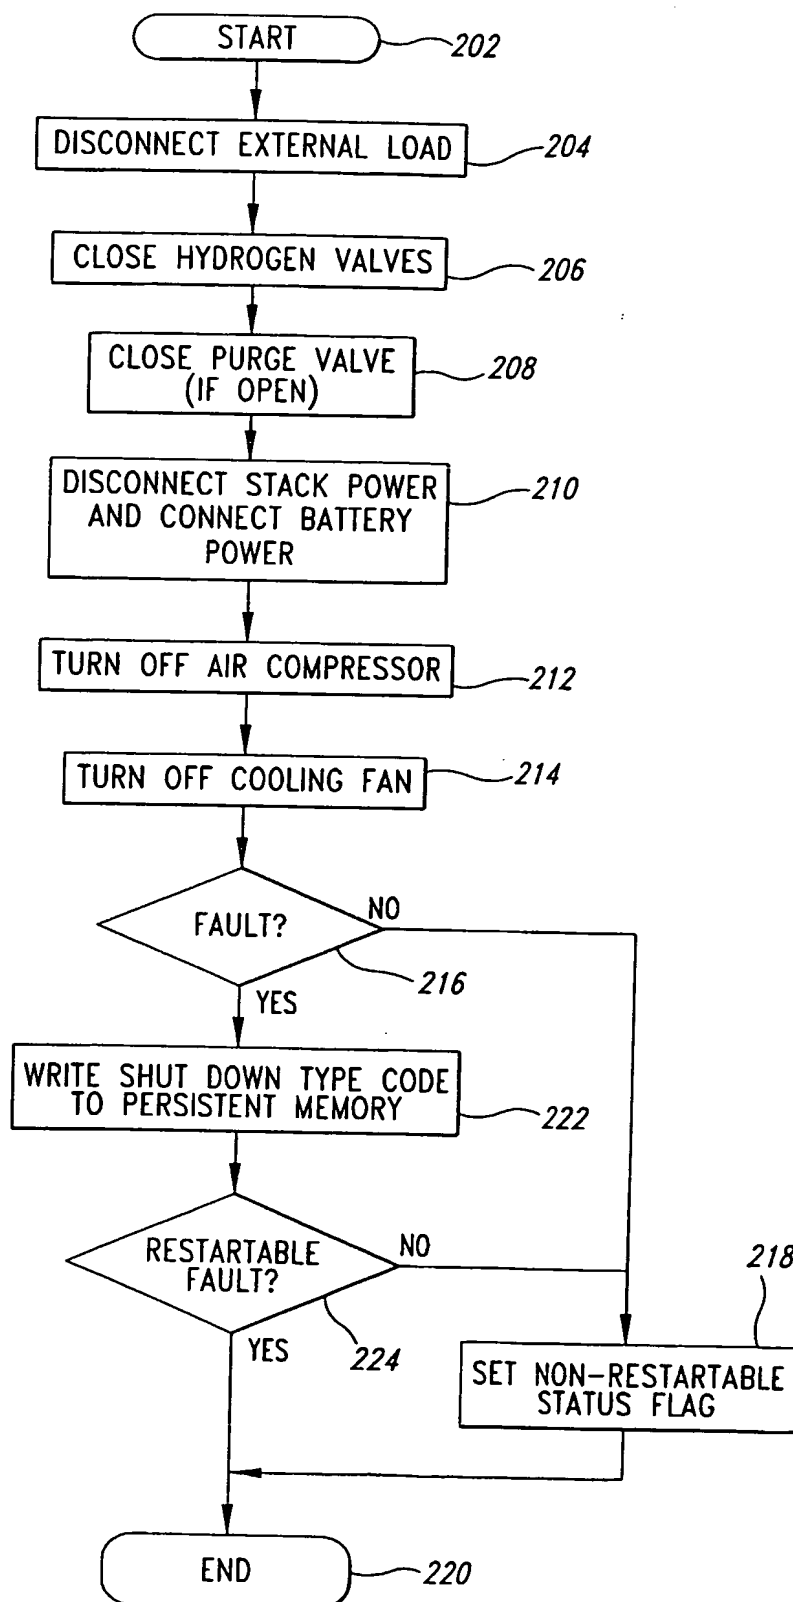 START
202
DISCONNECT EXTERNAL LOAD
204
CLOSE HYDROGEN VALVES
206
CLOSE PURGE VALVE
(IF OPEN)
208
DISCONNECT STACK POWER
AND CONNECT BATTERY
POWER
210
TURN OFF AIR COMPRESSOR
212
TURN OFF COOLING FAN
214
FAULT?
NO
216
YES
WRITE SHUT DOWN TYPE CODE
TO PERSISTENT MEMORY
222
RESTARTABLE
FAULT?
NO
224
YES
218
SET NON-RESTARTABLE
STATUS FLAG
END
220